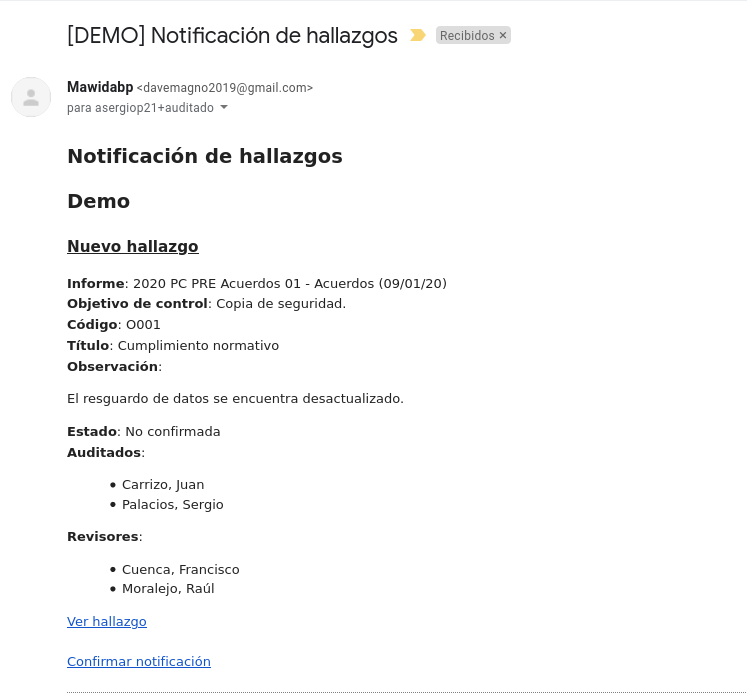 [DEMO] Notificación de hallazgos Recibidos ×
Mawidabp <davemagno2019@gmail.com>
para asergiop21+auditado
Notificación de hallazgos
Demo
Nuevo hallazgo
Informe: 2020 PC PRE Acuerdos 01 - Acuerdos (09/01/20)
Objetivo de control: Copia de seguridad.
Código: O001
Título: Cumplimiento normativo
Observación:
El resguardo de datos se encuentra desactualizado.
Estado: No confirmada
Auditados:
• Carrizo, Juan
• Palacios, Sergio
Revisores:
• Cuenca, Francisco
• Moralejo, Raúl
Ver hallazgo
Confirmar notificación